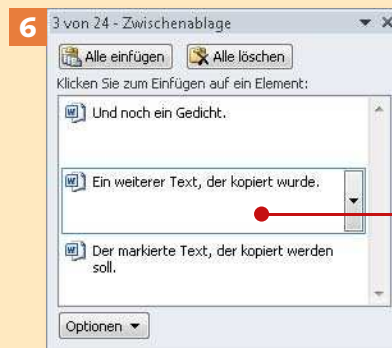 6
3 von 24 - Zwischenablage
Alle einfügen Alle löschen
Klicken Sie zum Einfügen auf ein Element:
Und noch ein Gedicht.
Ein weiterer Text, der kopiert wurde.
Der markierte Text, der kopiert werden
soll.
Optionen